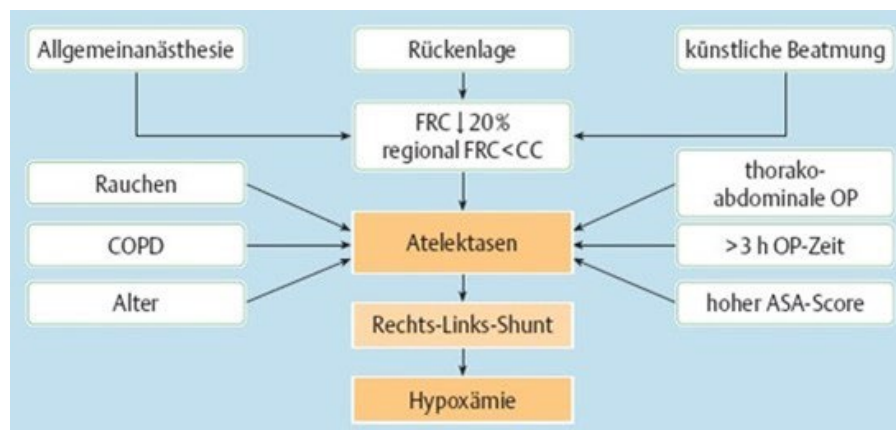 Allgemeinanästhesie
Rückenlage
künstliche Beatmung
FRC ↓ 20%
regional FRC<CC
Rauchen
thorako-
abdominale OP
COPD
Atelektasen
>3 h OP-Zeit
Alter
hoher ASA-Score
Rechts-Links-Shunt
Hypoxämie